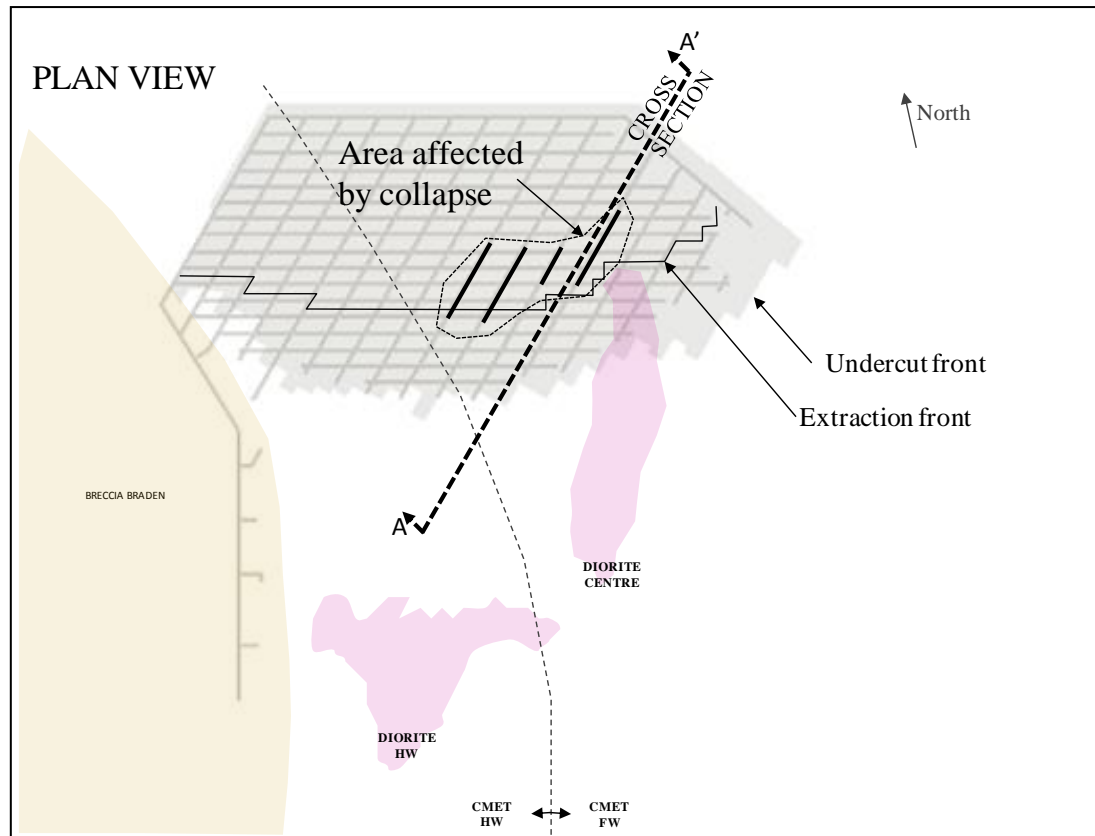 A’
PLAN VIEW
CROSS
SECTION
North
Area affected
by collapse
Undercut front
Extraction front
BRECCIA BRADEN
A
DIORITE
CENTRE
DIORITE
HW
CMET
HW
CMET
FW